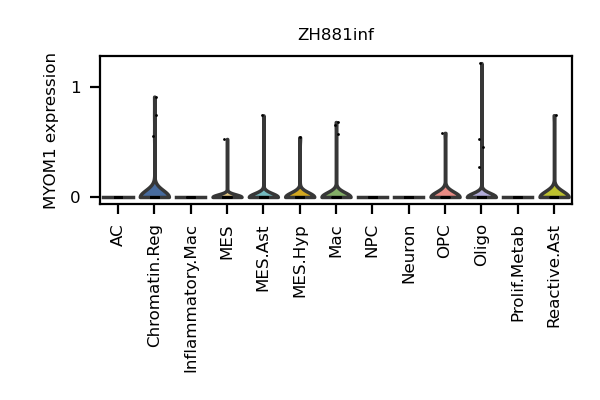 ZH881inf
MYOM1 expression
1
0
AC
Chromatin.Reg
Inflammatory.Mac
MES
MES.Ast
MES.Hyp
Mac
NPC
Neuron
OPC
Oligo
Prolif.Metab
Reactive.Ast